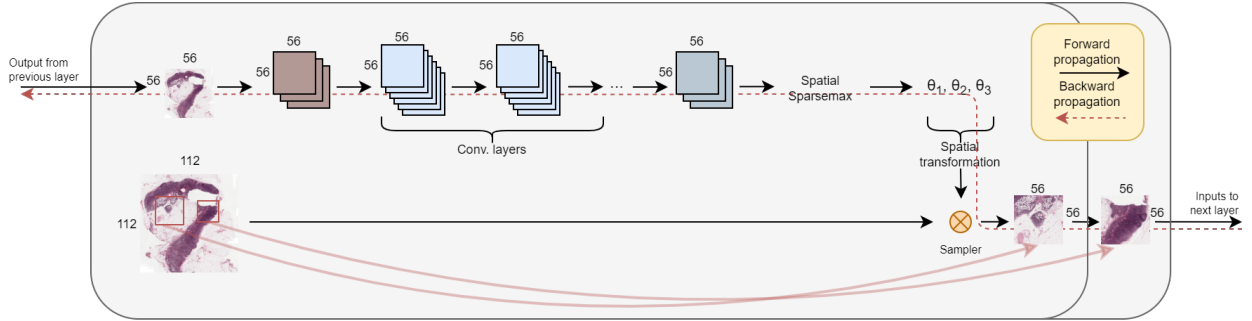 Output from
previous layer
56
56
56
56
56
56
56
56
56
56
...
Conv. layers
Spatial
Sparsemax
θ1, θ2, θ3
Spatial
transformation
Forward
propagation
Backward
propagation
112
112
Sampler
56
56
56
56
Inputs to
next layer